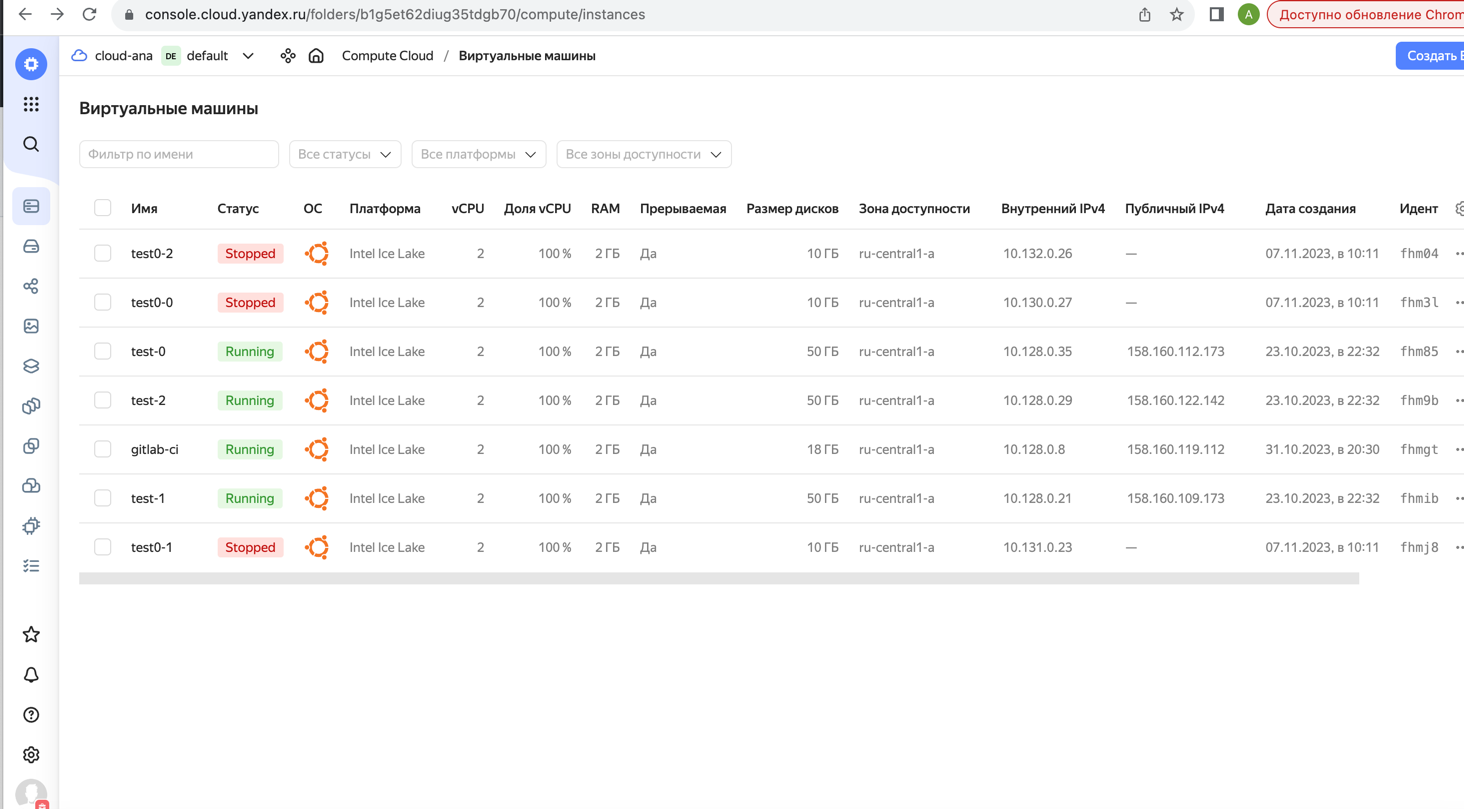 console.cloud.yandex.ru/folders/b1g5et62diug35tdgb70/compute/instances
A
Доступно обновление Chrom
cloud-ana DE default Compute Cloud / Виртуальные машины
Создать В
Виртуальные машины
Фильтр по имени Все статусы Все платформы Все зоны доступности
Имя Статус ОС Платформа vCPU Доля vCPU RAM Прерываемая Размер дисков Зона доступности Внутренний IPv4 Публичный IPv4 Дата создания Идент
test0-2 Stopped Intel Ice Lake 2 100 % 2 ГБ Да 10 ГБ ru-central1-a 10.132.0.26 — 07.11.2023, в 10:11 fhm04
test0-0 Stopped Intel Ice Lake 2 100 % 2 ГБ Да 10 ГБ ru-central1-a 10.130.0.27 — 07.11.2023, в 10:11 fhm3l
test-0 Running Intel Ice Lake 2 100 % 2 ГБ Да 50 ГБ ru-central1-a 10.128.0.35 158.160.112.173 23.10.2023, в 22:32 fhm85
test-2 Running Intel Ice Lake 2 100 % 2 ГБ Да 50 ГБ ru-central1-a 10.128.0.29 158.160.122.142 23.10.2023, в 22:32 fhm9b
gitlab-ci Running Intel Ice Lake 2 100 % 2 ГБ Да 18 ГБ ru-central1-a 10.128.0.8 158.160.119.112 31.10.2023, в 20:30 fhmgt
test-1 Running Intel Ice Lake 2 100 % 2 ГБ Да 50 ГБ ru-central1-a 10.128.0.21 158.160.109.173 23.10.2023, в 22:32 fhmib
test0-1 Stopped Intel Ice Lake 2 100 % 2 ГБ Да 10 ГБ ru-central1-a 10.131.0.23 — 07.11.2023, в 10:11 fhmj8